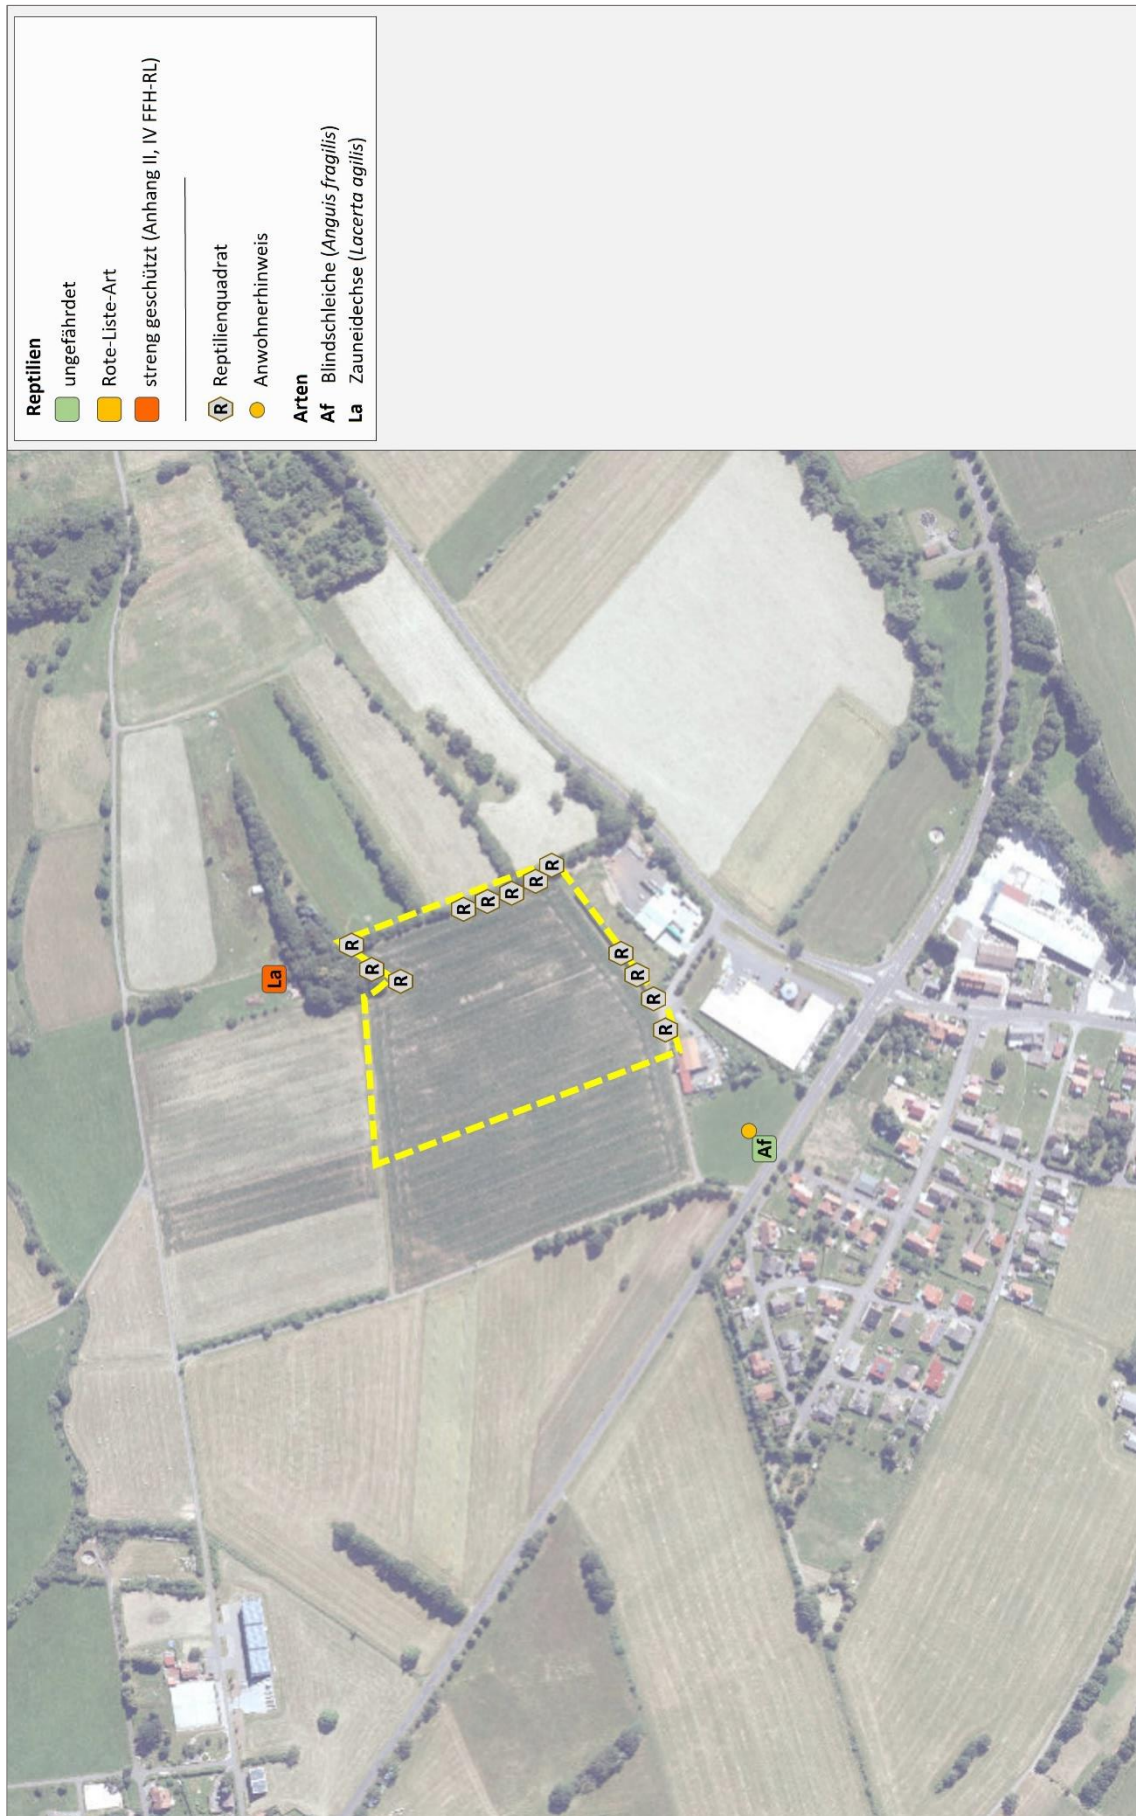 Reptilien
ungefährdet
Rote-Liste-Art
streng geschützt (Anhang II, IV FFH-RL)
R Reptilienquadrat
Anwohnerhinweis
Arten
Af Blindschleiche (Anguis fragilis)
La Zauneidechse (Lacerta agilis)
La
R
R
R
R
R
R
R
R
R
R
R
R
Af